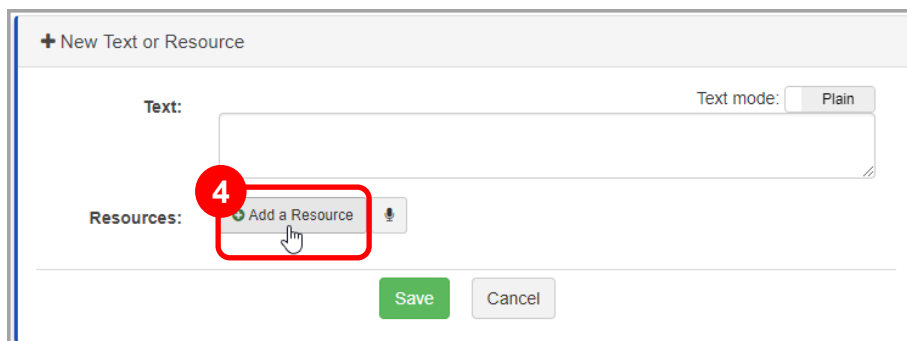 New Text or Resource
Text mode: Plain
Text:
4
Resources: Add a Resource
Save Cancel